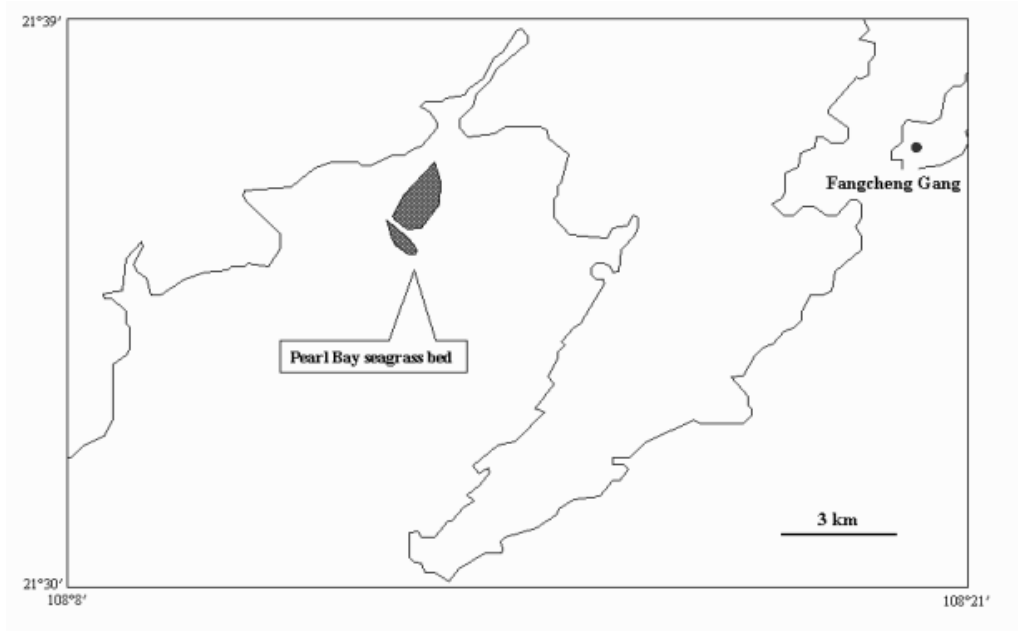 21°39′
Fangcheng Gang
Pearl Bay seagrass bed
3 km
21°30′
108°8′
108°21′